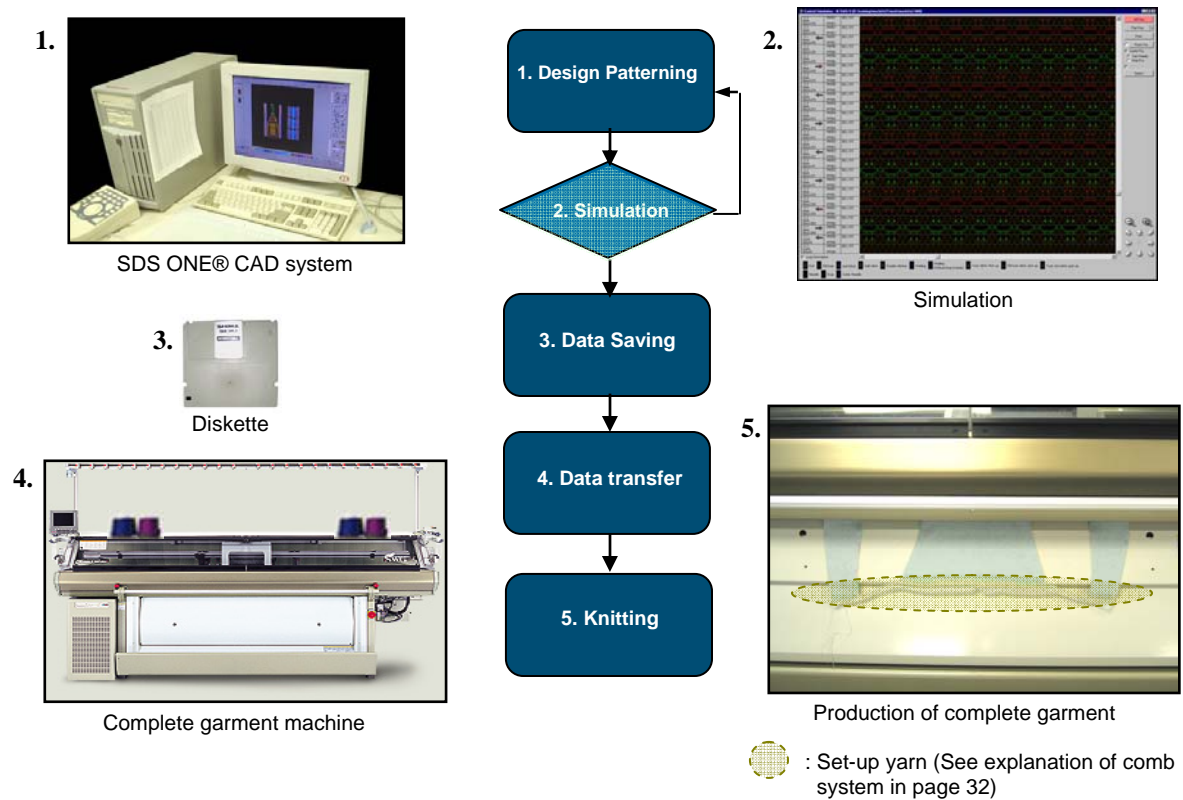 1.
SDS ONE® CAD system
1. Design Patterning
2. Simulation
3. Data Saving
4. Data transfer
5. Knitting
2.
Simulation
3.
Diskette
4.
Complete garment machine
5.
Production of complete garment
: Set-up yarn (See explanation of comb
system in page 32)